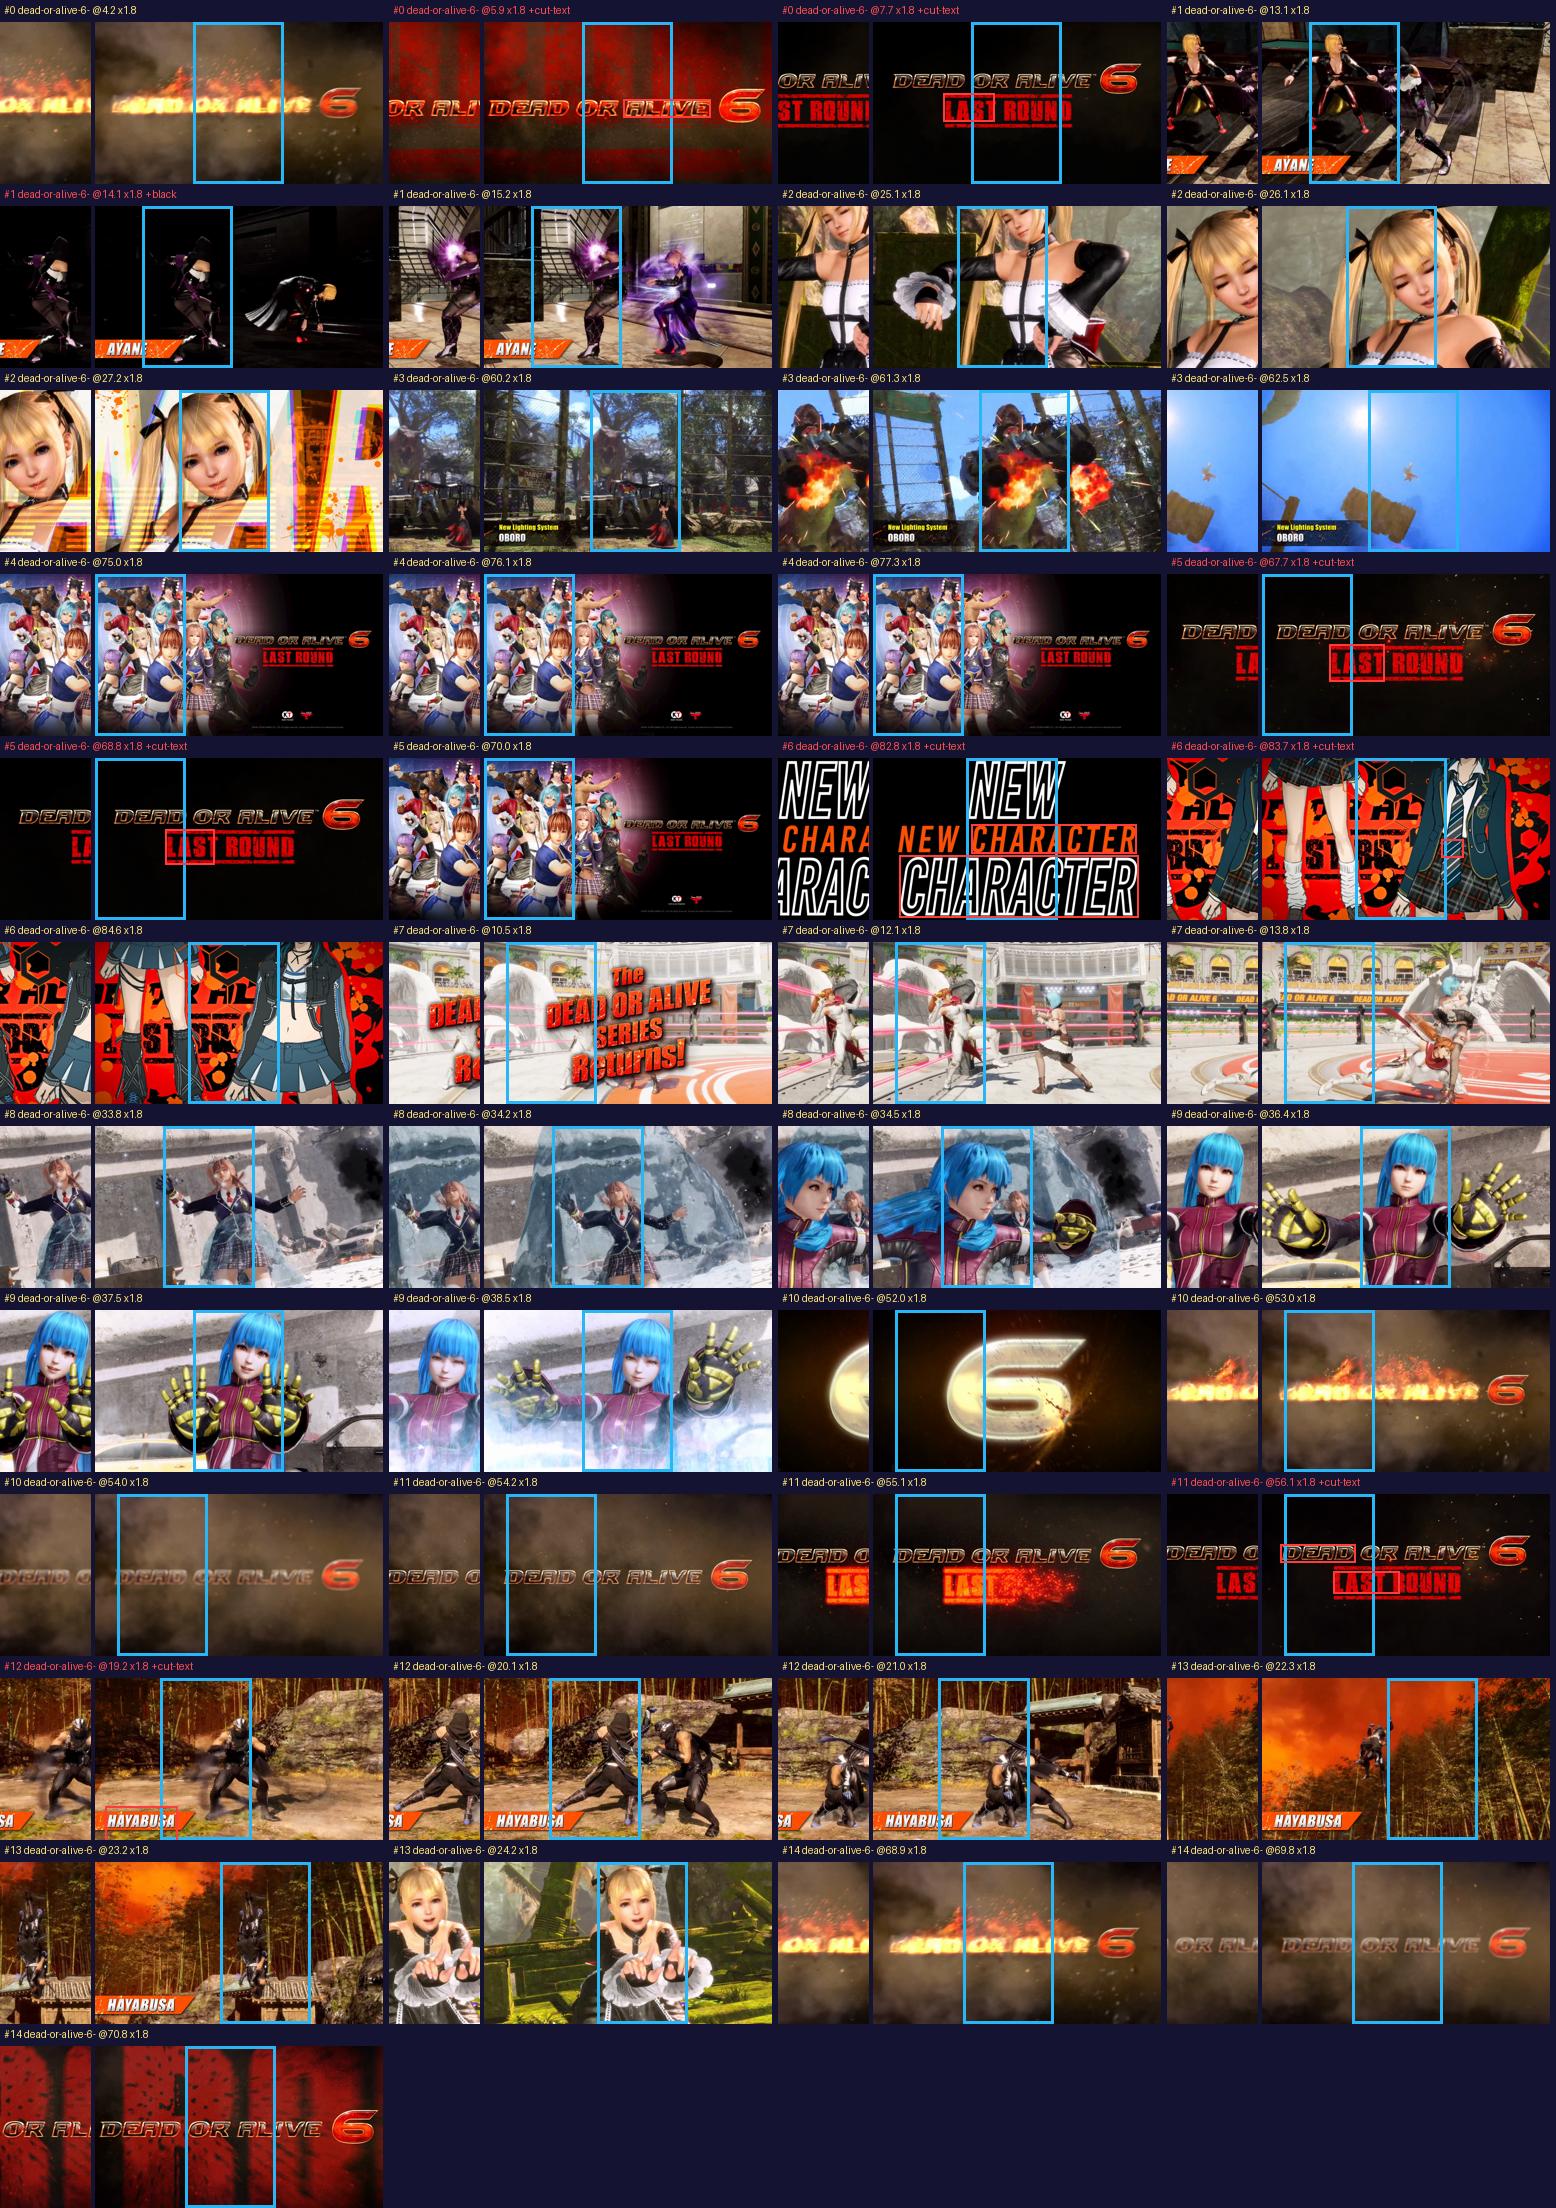 #0 dead-or-alive-6- @4.2 x1.8
#0 dead-or-alive-6- @5.9 x1.8 +cut-text
#0 dead-or-alive-6- @7.7 x1.8 +cut-text
#1 dead-or-alive-6- @13.1 x1.8
DEAD OR ALIVE 6
DEAD OR ALIVE 6
DEAD OR ALIVE 6
LAST ROUND
AYANE
#1 dead-or-alive-6- @14.1 x1.8 +black
#1 dead-or-alive-6- @15.2 x1.8
#2 dead-or-alive-6- @25.1 x1.8
#2 dead-or-alive-6- @26.1 x1.8
AYANE
AYANE
#2 dead-or-alive-6- @27.2 x1.8
#3 dead-or-alive-6- @60.2 x1.8
#3 dead-or-alive-6- @61.3 x1.8
#3 dead-or-alive-6- @62.5 x1.8
New Lighting System
OBORO
New Lighting System
OBORO
New Lighting System
OBORO
#4 dead-or-alive-6- @75.0 x1.8
#4 dead-or-alive-6- @76.1 x1.8
#4 dead-or-alive-6- @77.3 x1.8
#5 dead-or-alive-6- @67.7 x1.8 +cut-text
DEAD OR ALIVE 6
LAST ROUND
DEAD OR ALIVE 6
LAST ROUND
DEAD OR ALIVE 6
LAST ROUND
DEAD OR ALIVE 6
LAST ROUND
#5 dead-or-alive-6- @68.8 x1.8 +cut-text
#5 dead-or-alive-6- @70.0 x1.8
#6 dead-or-alive-6- @82.8 x1.8 +cut-text
#6 dead-or-alive-6- @83.7 x1.8 +cut-text
DEAD OR ALIVE 6
LAST ROUND
DEAD OR ALIVE 6
LAST ROUND
NEW
NEW CHARACTER
CHARACTER
#6 dead-or-alive-6- @84.6 x1.8
#7 dead-or-alive-6- @10.5 x1.8
#7 dead-or-alive-6- @12.1 x1.8
#7 dead-or-alive-6- @13.8 x1.8
The
DEAD OR ALIVE
SERIES
Returns!
DEAD OR ALIVE 6
#8 dead-or-alive-6- @33.8 x1.8
#8 dead-or-alive-6- @34.2 x1.8
#8 dead-or-alive-6- @34.5 x1.8
#9 dead-or-alive-6- @36.4 x1.8
#9 dead-or-alive-6- @37.5 x1.8
#9 dead-or-alive-6- @38.5 x1.8
#10 dead-or-alive-6- @52.0 x1.8
#10 dead-or-alive-6- @53.0 x1.8
6
DEAD OR ALIVE 6
#10 dead-or-alive-6- @54.0 x1.8
#11 dead-or-alive-6- @54.2 x1.8
#11 dead-or-alive-6- @55.1 x1.8
#11 dead-or-alive-6- @56.1 x1.8 +cut-text
DEAD OR ALIVE 6
DEAD OR ALIVE 6
DEAD OR ALIVE 6
LAST
DEAD OR ALIVE 6
LAST ROUND
#12 dead-or-alive-6- @19.2 x1.8 +cut-text
#12 dead-or-alive-6- @20.1 x1.8
#12 dead-or-alive-6- @21.0 x1.8
#13 dead-or-alive-6- @22.3 x1.8
HAYABUSA
HAYABUSA
HAYABUSA
HAYABUSA
#13 dead-or-alive-6- @23.2 x1.8
#13 dead-or-alive-6- @24.2 x1.8
#14 dead-or-alive-6- @68.9 x1.8
#14 dead-or-alive-6- @69.8 x1.8
HAYABUSA
DEAD OR ALIVE 6
DEAD OR ALIVE 6
#14 dead-or-alive-6- @70.8 x1.8
DEAD OR ALIVE 6